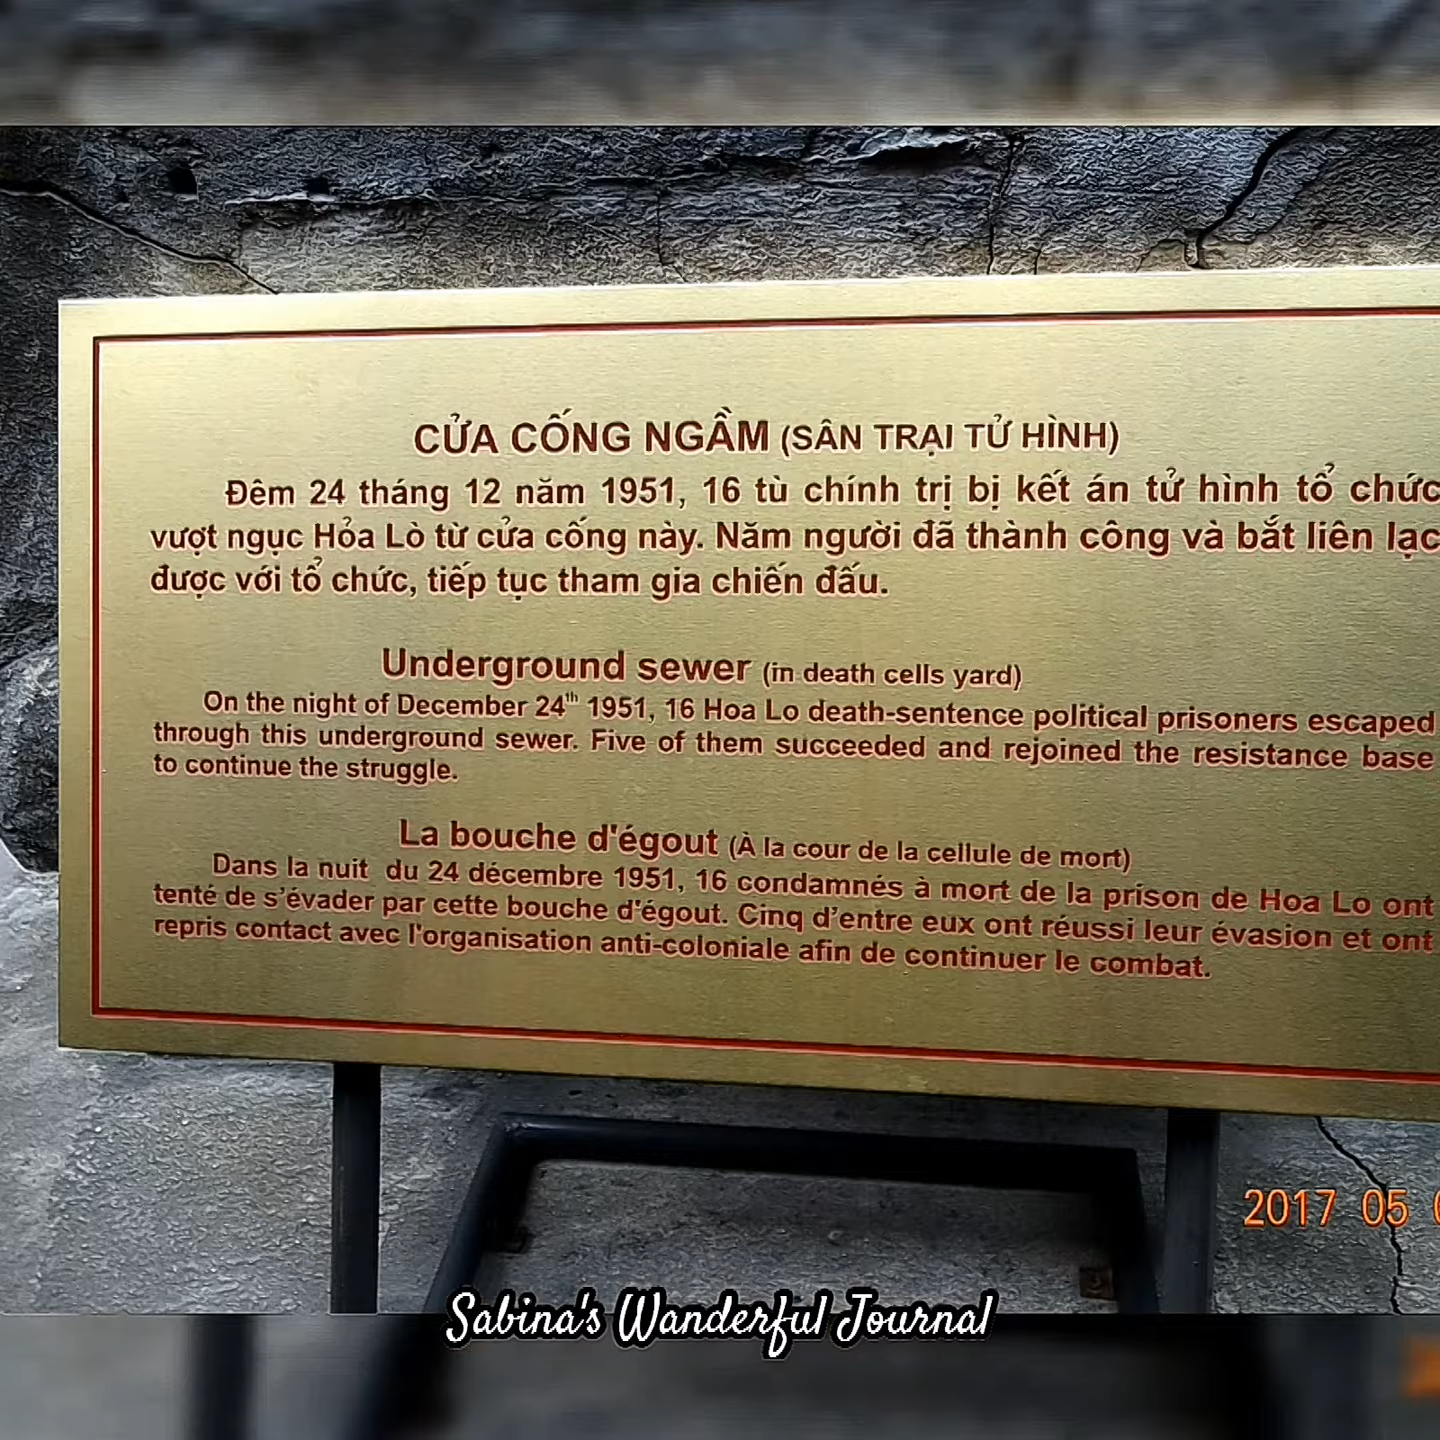 CỬA CỐNG NGẦM (SÂN TRẠI TỬ HÌNH)
Đêm 24 tháng 12 năm 1951, 16 tù chính trị bị kết án tử hình tổ chức
vượt ngục Hỏa Lò từ cửa cống này. Năm người đã thành công và bắt liên lạc
được với tổ chức, tiếp tục tham gia chiến đấu.
Underground sewer (in death cells yard)
On the night of December 24th 1951, 16 Hoa Lo death-sentence political prisoners escaped
through this underground sewer. Five of them succeeded and rejoined the resistance base
to continue the struggle.
La bouche d'égout (À la cour de la cellule de mort)
Dans la nuit du 24 décembre 1951, 16 condamnés à mort de la prison de Hoa Lo ont
tenté de s’évader par cette bouche d'égout. Cinq d’entre eux ont réussi leur évasion et ont
repris contact avec l'organisation anti-coloniale afin de continuer le combat.
2017 05
Sabina's Wanderful Journal